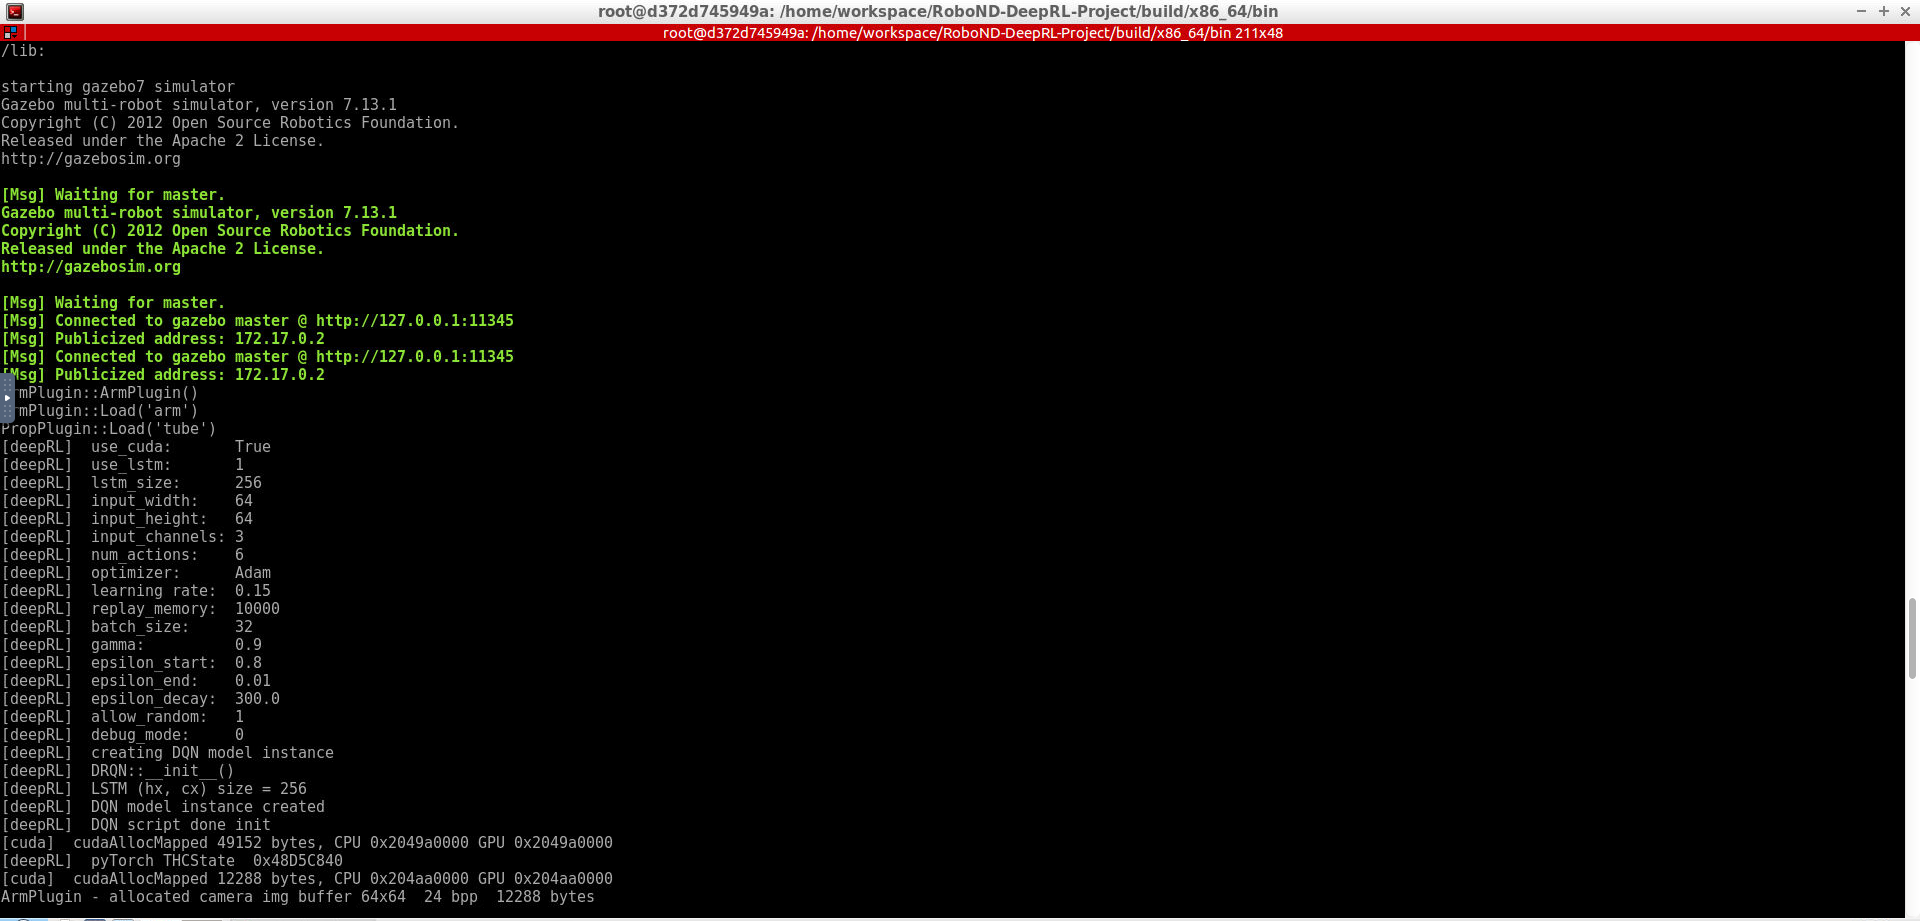 root@d372d745949a: /home/workspace/RoboND-DeepRL-Project/build/x86_64/bin
root@d372d745949a: /home/workspace/RoboND-DeepRL-Project/build/x86_64/bin 211x48
/lib:
starting gazebo7 simulator
Gazebo multi-robot simulator, version 7.13.1
Copyright (C) 2012 Open Source Robotics Foundation.
Released under the Apache 2 License.
http://gazebosim.org
[Msg] Waiting for master.
Gazebo multi-robot simulator, version 7.13.1
Copyright (C) 2012 Open Source Robotics Foundation.
Released under the Apache 2 License.
http://gazebosim.org
[Msg] Waiting for master.
[Msg] Connected to gazebo master @ http://127.0.0.1:11345
[Msg] Publicized address: 172.17.0.2
[Msg] Connected to gazebo master @ http://127.0.0.1:11345
[Msg] Publicized address: 172.17.0.2
rmPlugin::ArmPlugin()
rmPlugin::Load('arm')
PropPlugin::Load('tube')
[deepRL]  use_cuda:       True
[deepRL]  use_lstm:       1
[deepRL]  lstm_size:      256
[deepRL]  input_width:    64
[deepRL]  input_height:   64
[deepRL]  input_channels: 3
[deepRL]  num_actions:    6
[deepRL]  optimizer:      Adam
[deepRL]  learning rate:  0.15
[deepRL]  replay_memory:  10000
[deepRL]  batch_size:     32
[deepRL]  gamma:          0.9
[deepRL]  epsilon_start:  0.8
[deepRL]  epsilon_end:    0.01
[deepRL]  epsilon_decay:  300.0
[deepRL]  allow_random:   1
[deepRL]  debug_mode:     0
[deepRL]  creating DQN model instance
[deepRL]  DRQN::__init__()
[deepRL]  LSTM (hx, cx) size = 256
[deepRL]  DQN model instance created
[deepRL]  DQN script done init
[cuda]  cudaAllocMapped 49152 bytes, CPU 0x2049a0000 GPU 0x2049a0000
[deepRL]  pyTorch THCState  0x48D5C840
[cuda]  cudaAllocMapped 12288 bytes, CPU 0x204aa0000 GPU 0x204aa0000
ArmPlugin - allocated camera img buffer 64x64  24 bpp  12288 bytes